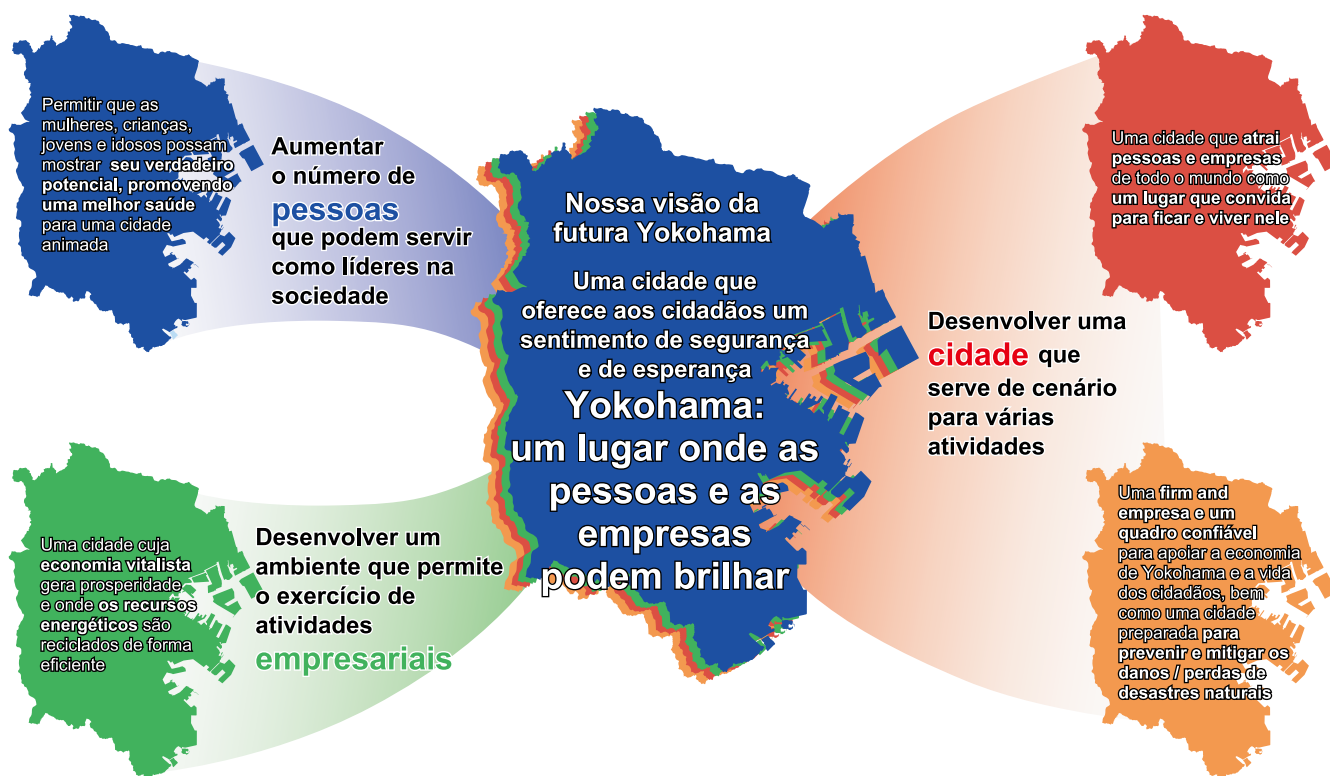 Permitir que as
mulheres, crianças,
jovens e idosos possam
mostrar seu verdadeiro
potencial, promovendo
uma melhor saúde
para uma cidade
animada
Aumentar
o número de
pessoas
que podem servir
como líderes na
sociedade
Nossa visão da
futura Yokohama
Uma cidade que
oferece aos cidadãos um
sentimento de segurança
e de esperança
Yokohama:
um lugar onde as
pessoas e as
empresas
podem brilhar
Desenvolver uma
cidade que
serve de cenário
para várias
atividades
Uma cidade que atrai
pessoas e empresas
de todo o mundo como
um lugar que convida
para ficar e viver nele
Uma cidade cuja
economia vitalista
gera prosperidade
e onde os recursos
energéticos são
reciclados de forma
eficiente
Desenvolver um
ambiente que permite
o exercício de
atividades
empresariais
Uma firm and
empresa e um
quadro confiável
para apoiar a economia
de Yokohama e a vida
dos cidadãos, bem
como uma cidade
preparada para
prevenir e mitigar os
danos / perdas de
desastres naturais